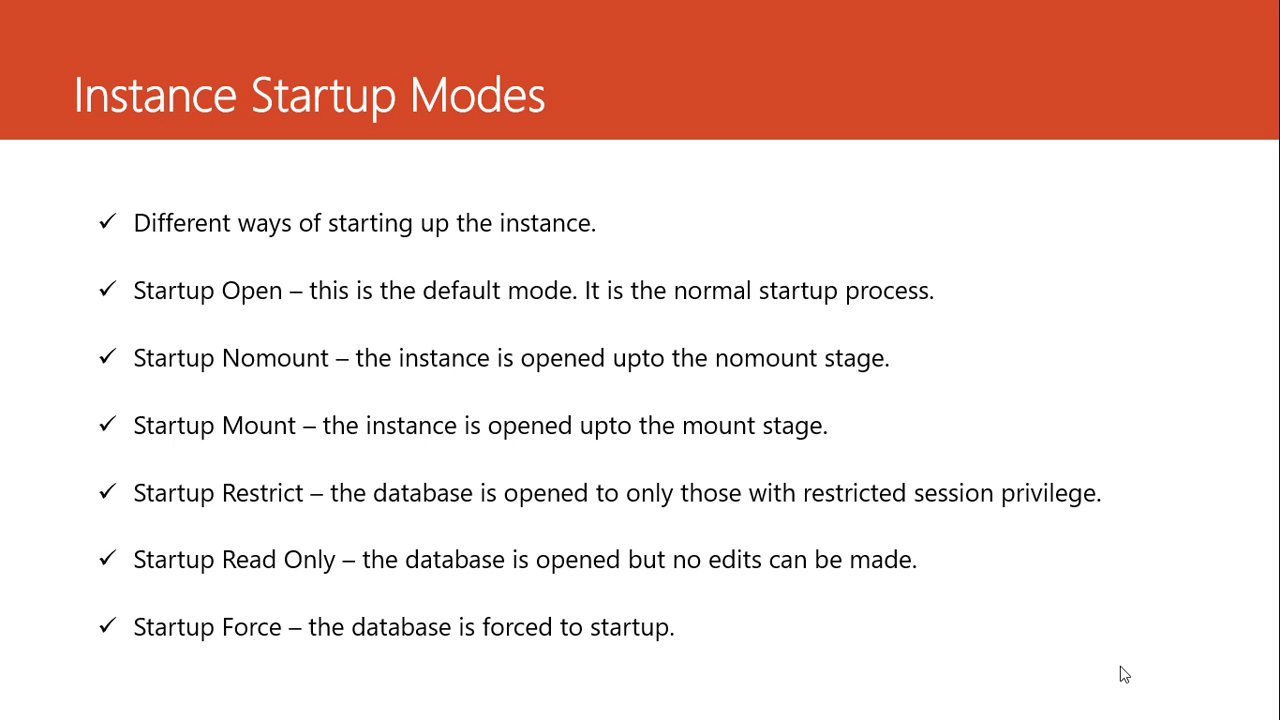 Instance Startup Modes
✓ Different ways of starting up the instance.
✓ Startup Open – this is the default mode. It is the normal startup process.
✓ Startup Nomount – the instance is opened upto the nomount stage.
✓ Startup Mount – the instance is opened upto the mount stage.
✓ Startup Restrict – the database is opened to only those with restricted session privilege.
✓ Startup Read Only – the database is opened but no edits can be made.
✓ Startup Force – the database is forced to startup.